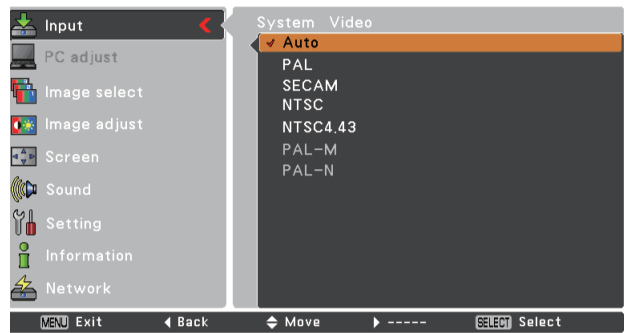 Input
PC adjust
Image select
Image adjust
Screen
Sound
Setting
Information
Network
System Video
Auto
PAL
SECAM
NTSC
NTSC4.43
PAL-M
PAL-N
MENU Exit Back Move ----- SELECT Select